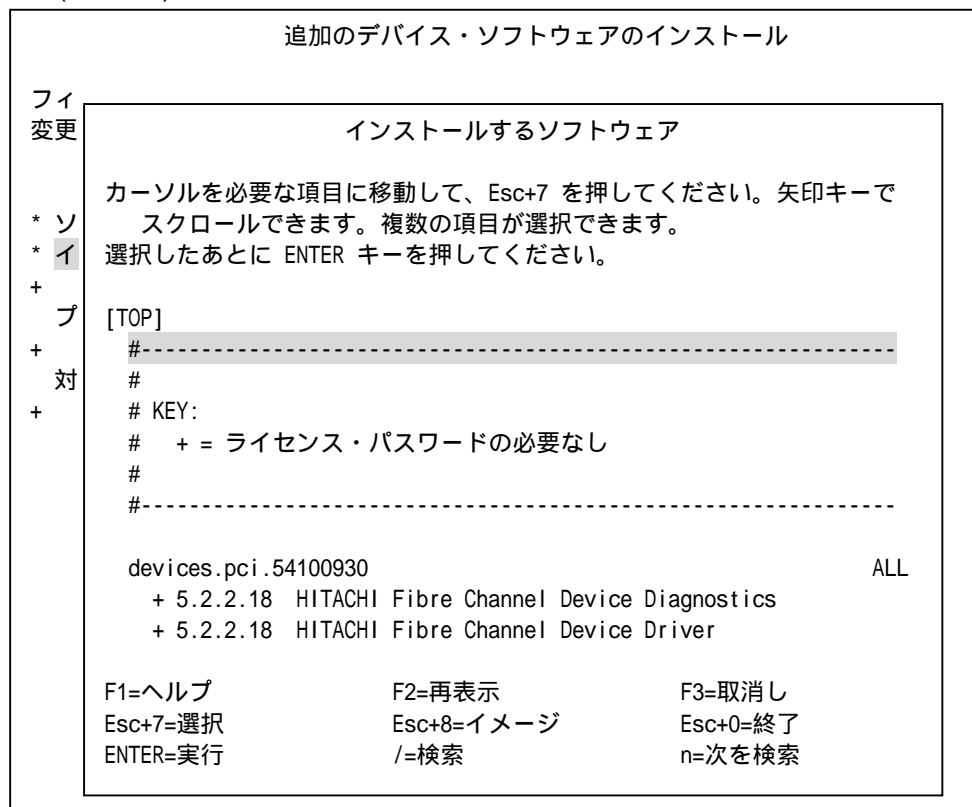 追加のデバイス・ソフトウェアのインストール
フィ
変更
インストールするソフトウェア
カーソルを必要な項目に移動して、Esc+7 を押してください。矢印キーで
* ソ
スクロールできます。複数の項目が選択できます。
* イ
選択したあとに ENTER キーを押してください。
+
プ
[TOP]
+
#---------------------------------------------------------------
対
#
+
# KEY:
# + = ライセンス・パスワードの必要なし
#
#---------------------------------------------------------------
devices.pci.54100930 ALL
+ 5.2.2.18 HITACHI Fibre Channel Device Diagnostics
+ 5.2.2.18 HITACHI Fibre Channel Device Driver
F1=ヘルプ F2=再表示 F3=取消し
Esc+7=選択 Esc+8=イメージ Esc+0=終了
ENTER=実行 /=検索 n=次を検索